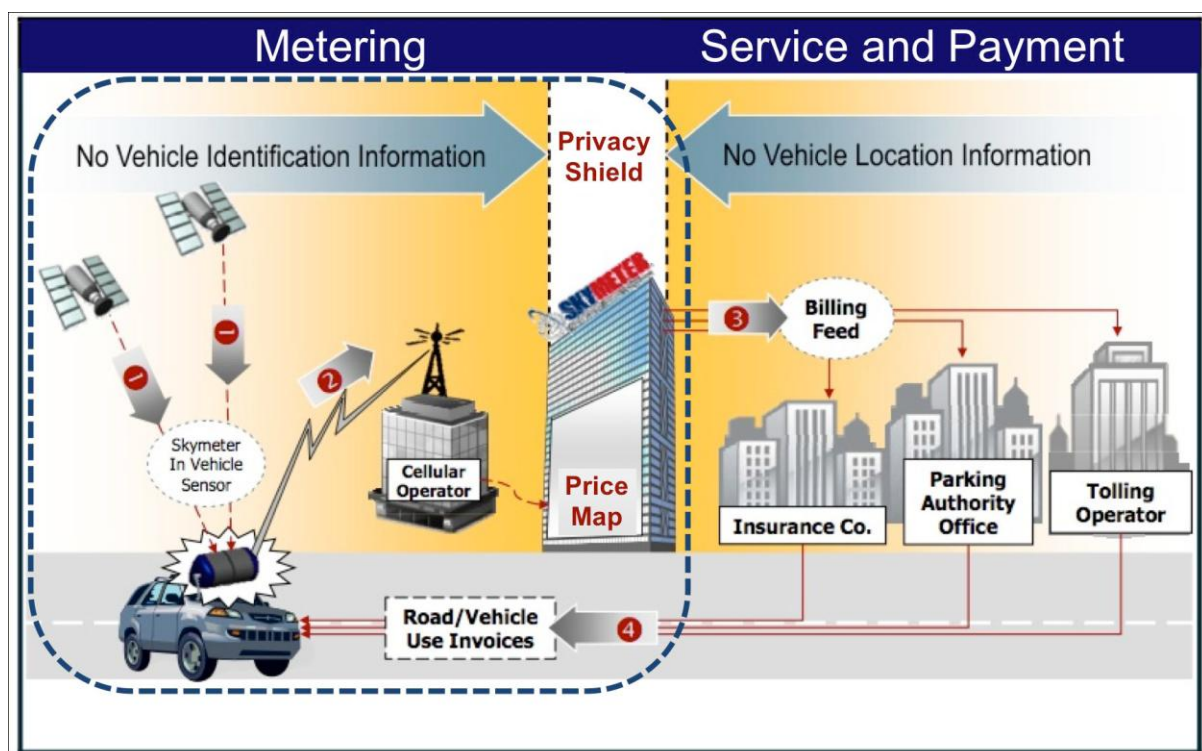 Metering
Service and Payment
No Vehicle Identification Information
Privacy
Shield
No Vehicle Location Information
1
1
2
SKYMETER
3
Billing
Feed
Skymeter
In Vehicle
Sensor
Cellular
Operator
Price
Map
Insurance Co.
Parking
Authority
Office
Tolling
Operator
Road/Vehicle
Use Invoices
4